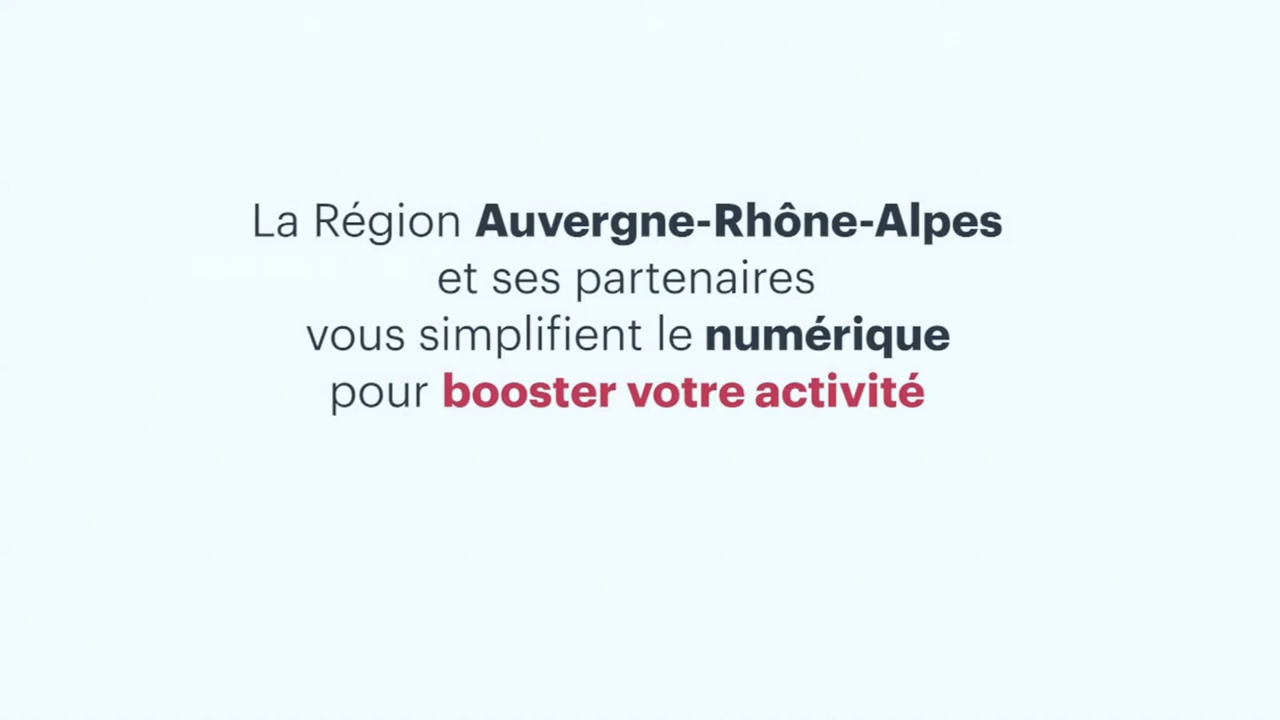 La Région Auvergne-Rhône-Alpes
et ses partenaires
vous simplifient le numérique
pour booster votre activité